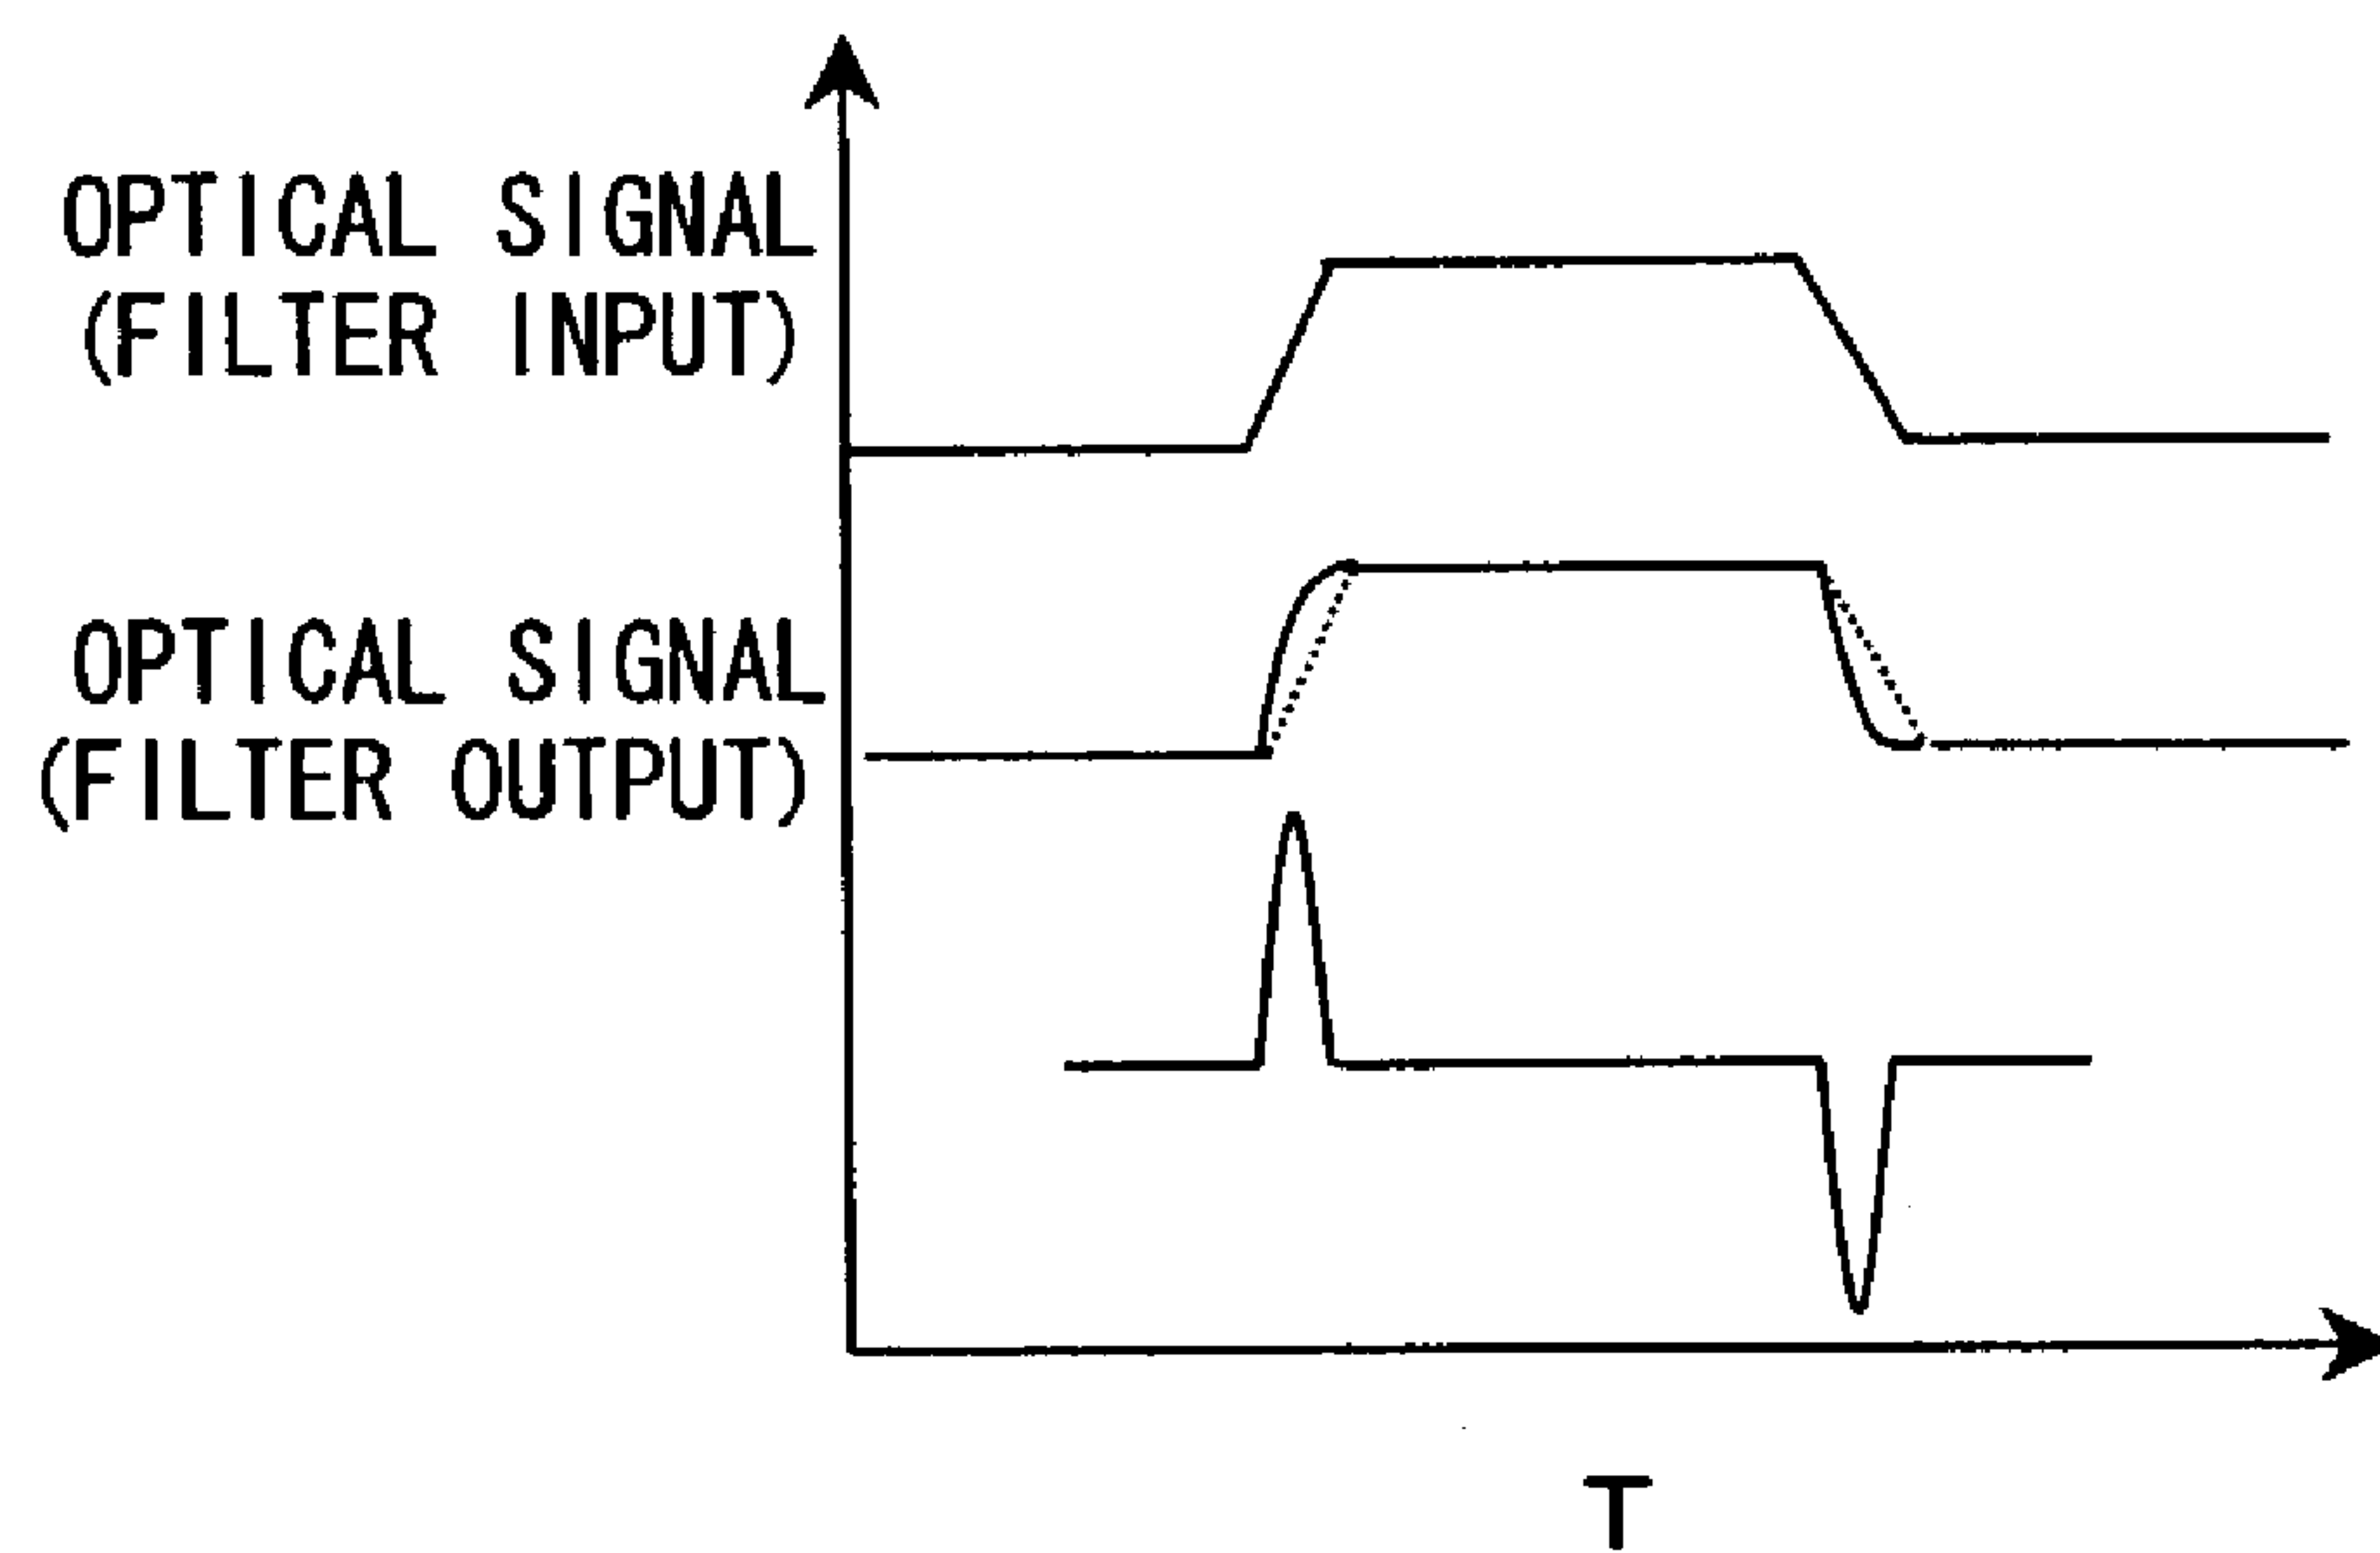 OPTICAL SIGNAL
(FILTER INPUT)
OPTICAL SIGNAL
(FILTER OUTPUT)
T